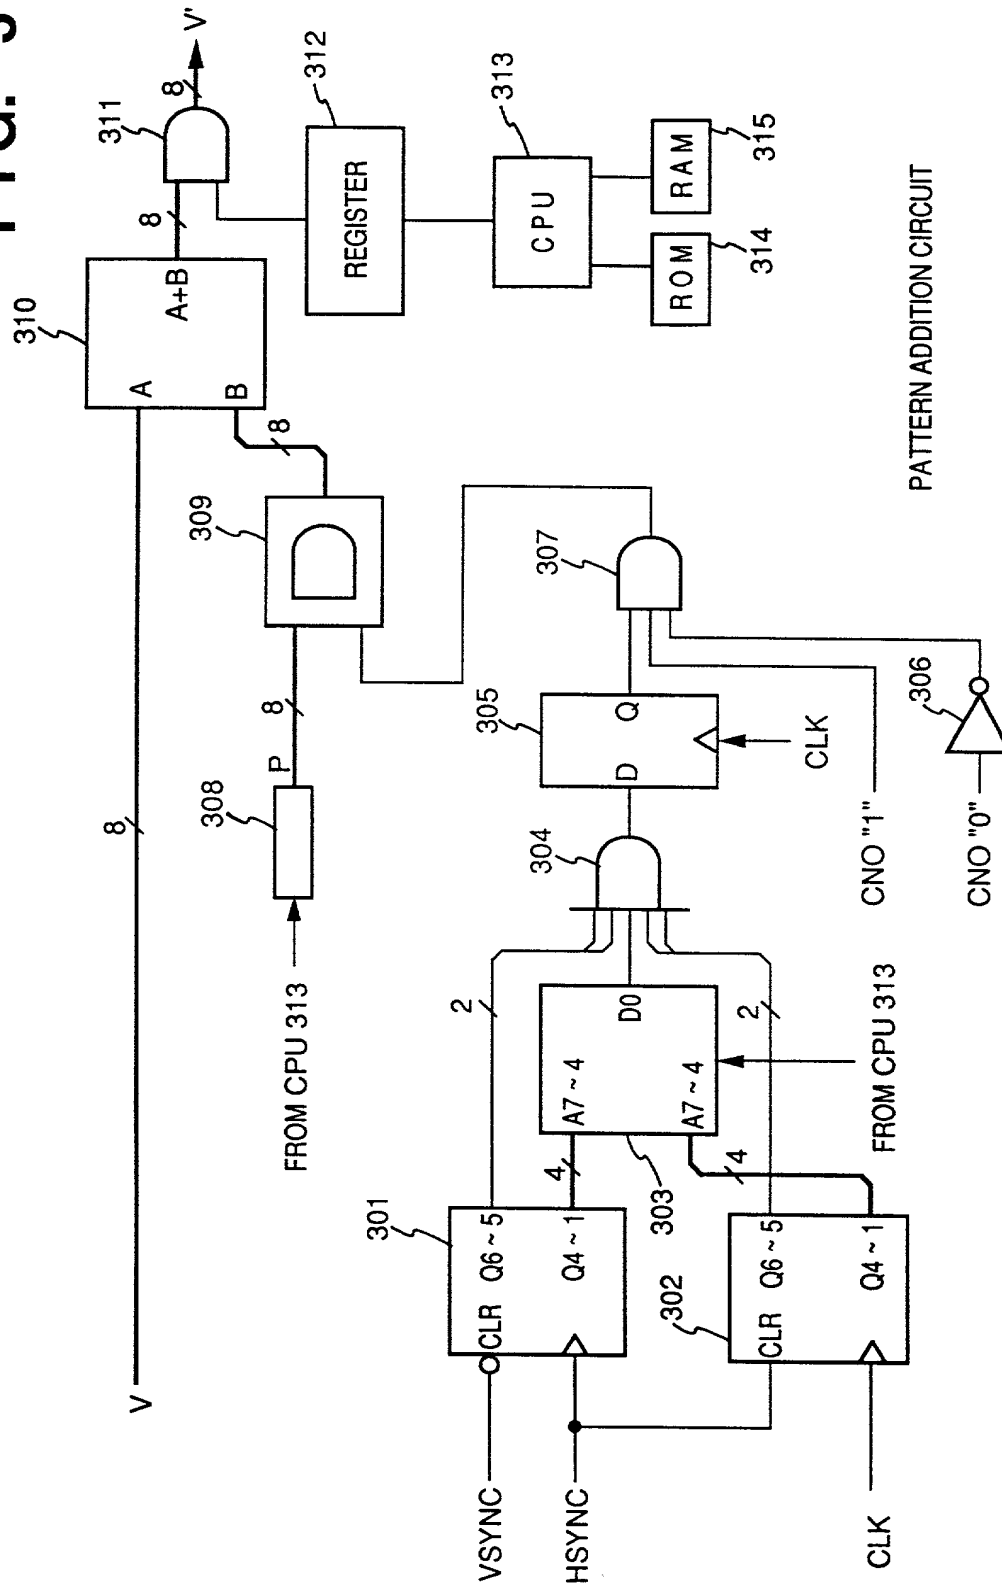 310
A
B
A+B
8
311
8
V'
312
REGISTER
313
CPU
ROM
314
RAM
315
V
8
308
P
8
FROM CPU 313
309
8
307
301
CLR
Q6 ~ 5
Q4 ~ 1
2
4
VSYNC
HSYNC
303
A7 ~ 4
A7 ~ 4
D0
304
305
D
Q
CLK
302
CLR
Q6 ~ 5
Q4 ~ 1
4
2
CLK
FROM CPU 313
CNO "1"
CNO "0"
306
PATTERN ADDITION CIRCUIT